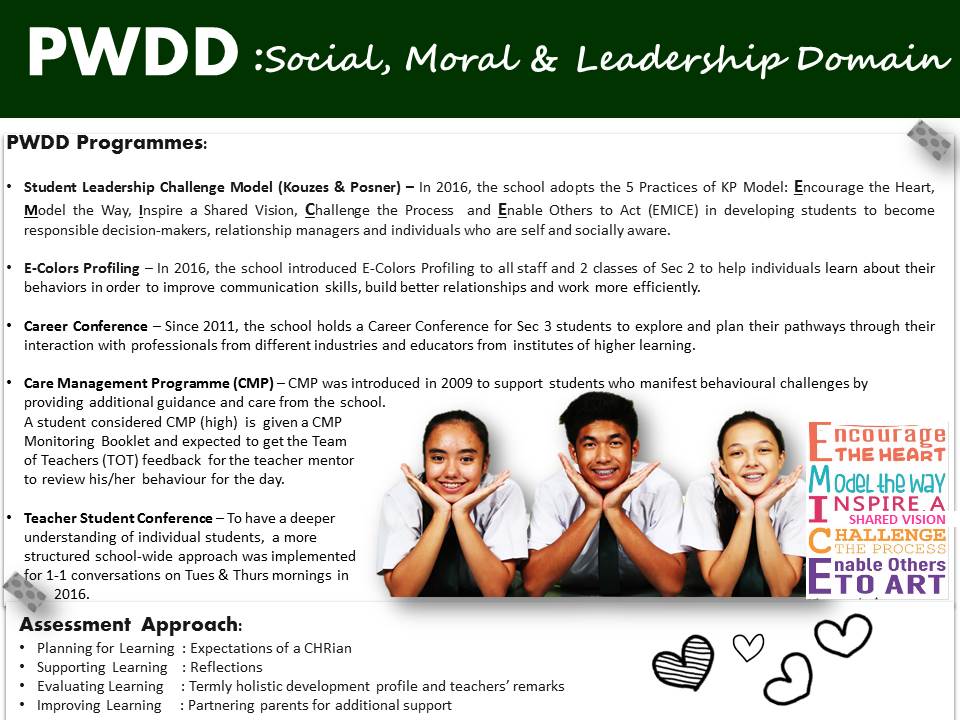 PWDD :Social, Moral & Leadership Domain
PWDD Programmes:
• Student Leadership Challenge Model (Kouzes & Posner) – In 2016, the school adopts the 5 Practices of KP Model: Encourage the Heart,
Model the Way, Inspire a Shared Vision, Challenge the Process and Enable Others to Act (EMICE) in developing students to become
responsible decision-makers, relationship managers and individuals who are self and socially aware.
• E-Colors Profiling – In 2016, the school introduced E-Colors Profiling to all staff and 2 classes of Sec 2 to help individuals learn about their
behaviors in order to improve communication skills, build better relationships and work more efficiently.
• Career Conference – Since 2011, the school holds a Career Conference for Sec 3 students to explore and plan their pathways through their
interaction with professionals from different industries and educators from institutes of higher learning.
• Care Management Programme (CMP) – CMP was introduced in 2009 to support students who manifest behavioural challenges by
providing additional guidance and care from the school.
A student considered CMP (high) is given a CMP
Monitoring Booklet and expected to get the Team
of Teachers (TOT) feedback for the teacher mentor
to review his/her behaviour for the day.
• Teacher Student Conference – To have a deeper
understanding of individual students, a more
structured school-wide approach was implemented
for 1-1 conversations on Tues & Thurs mornings in
2016.
Encourage
THE HEART
Model the way
INSPIRE A
SHARED VISION
CHALLENGE
THE PROCESS
Enable Others
TO ART
Assessment Approach:
• Planning for Learning : Expectations of a CHRian
• Supporting Learning : Reflections
• Evaluating Learning : Termly holistic development profile and teachers' remarks
• Improving Learning : Partnering parents for additional support